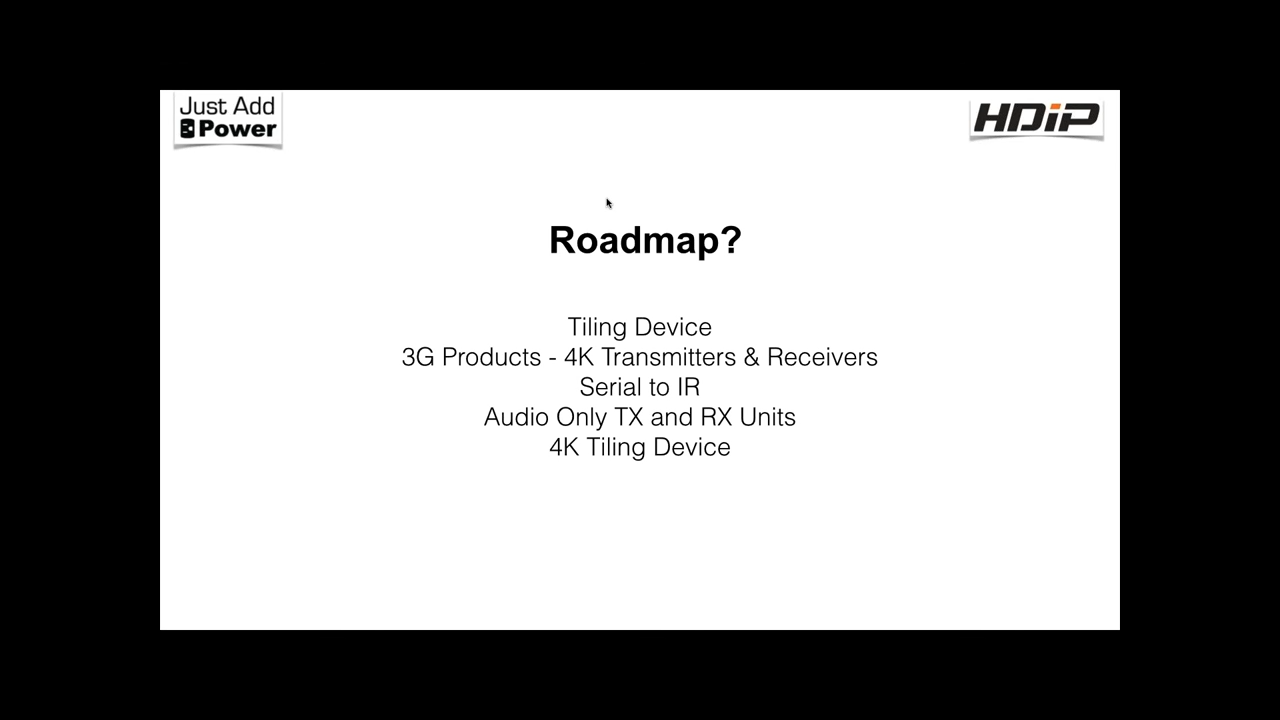 Just Add
Power
HDiP
Roadmap?
Tiling Device
3G Products - 4K Transmitters & Receivers
Serial to IR
Audio Only TX and RX Units
4K Tiling Device